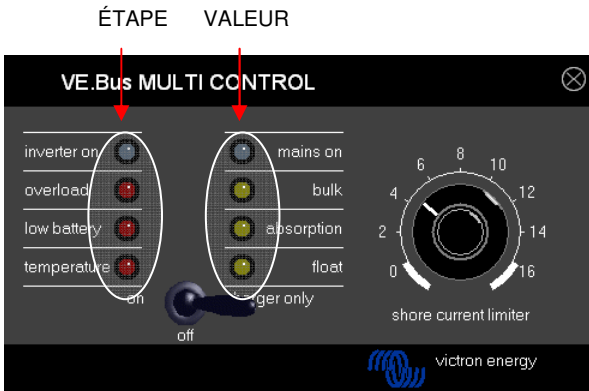 ÉTAPE VALEUR
VE.Bus MULTI CONTROL
inverter on
overload
low battery
temperature
mains on
bulk
absorption
float
on
off
only
0 2 4 6 8 10 12 14 16
shore current limiter
victron energy